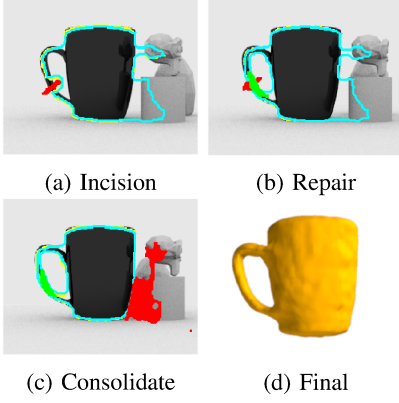 (a) Incision
(b) Repair
(c) Consolidate
(d) Final